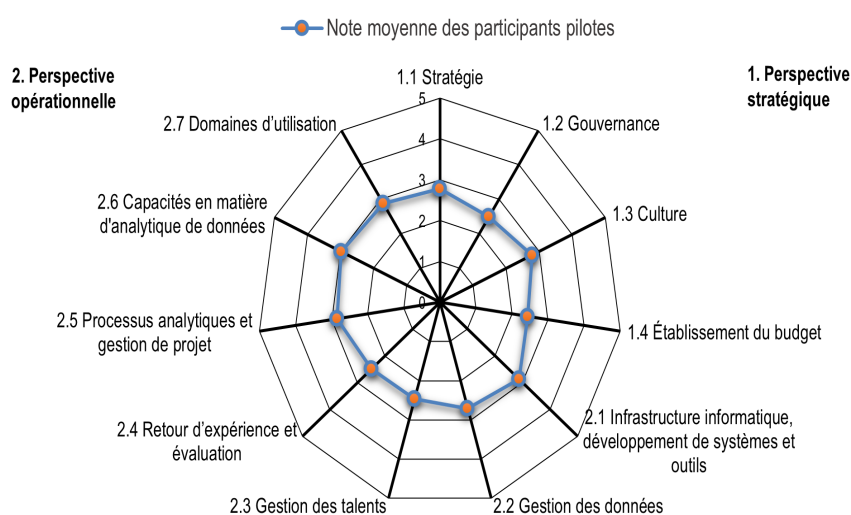 Note moyenne des participants pilotes
2. Perspective
opérationnelle
1. Perspective
stratégique
1.1 Stratégie
5
4
3
2
1
0
1.2 Gouvernance
1.3 Culture
1.4 Établissement du budget
2.1 Infrastructure informatique,
développement de systèmes et
outils
2.2 Gestion des données
2.3 Gestion des talents
2.4 Retour d'expérience et
évaluation
2.5 Processus analytiques et
gestion de projet
2.6 Capacités en matière
d'analytique de données
2.7 Domaines d'utilisation